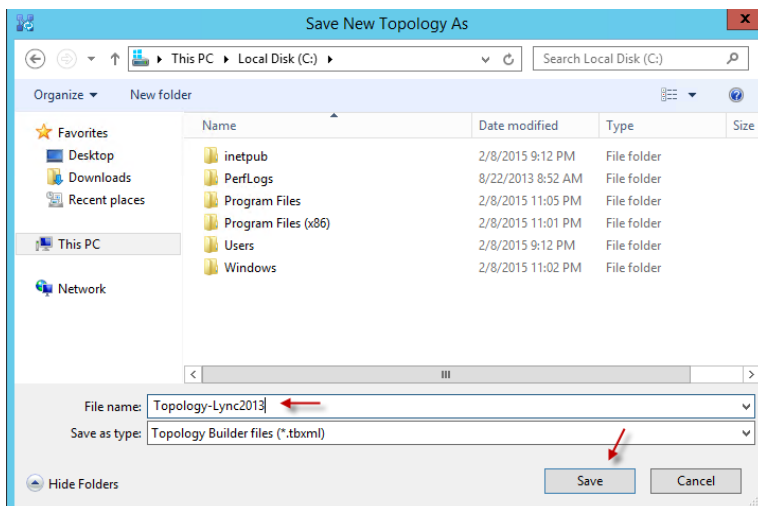 Save New Topology As
x
This PC Local Disk (C:) Search Local Disk (C:)
Organize New folder
Name Date modified Type Size
Favorites
Desktop
Downloads
Recent places
This PC
Network
inetpub 2/8/2015 9:12 PM File folder
PerfLogs 8/22/2013 8:52 AM File folder
Program Files 2/8/2015 11:05 PM File folder
Program Files (x86) 2/8/2015 11:01 PM File folder
Users 2/8/2015 9:12 PM File folder
Windows 2/8/2015 11:02 PM File folder
File name: Topology-Lync2013
Save as type: Topology Builder files (*.tbxml)
Hide Folders Save Cancel